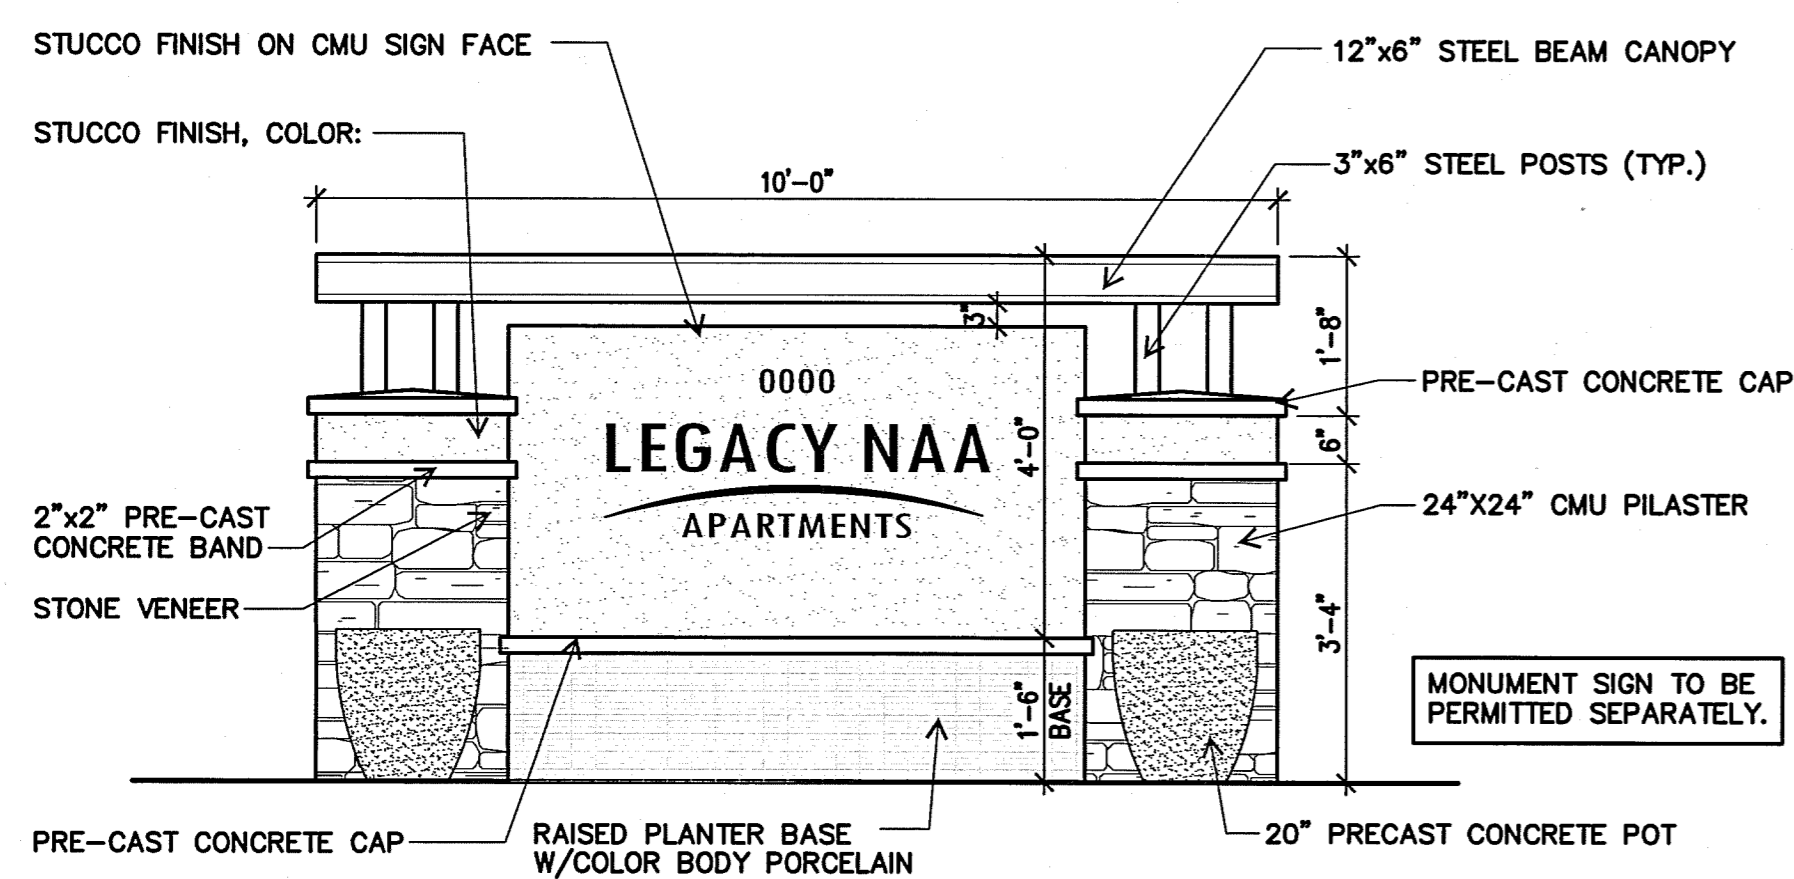 STUCCO FINISH ON CMU SIGN FACE
12"x6" STEEL BEAM CANOPY
STUCCO FINISH, COLOR:
3"x6" STEEL POSTS (TYP.)
10'-0"
3"
1'-8"
0000
PRE-CAST CONCRETE CAP
LEGACY NAA
4'-0"
6"
2"x2" PRE-CAST
CONCRETE BAND
APARTMENTS
24"X24" CMU PILASTER
STONE VENEER
3'-4"
1'-6"
BASE
MONUMENT SIGN TO BE
PERMITTED SEPARATELY.
PRE-CAST CONCRETE CAP
RAISED PLANTER BASE
W/COLOR BODY PORCELAIN
20" PRECAST CONCRETE POT